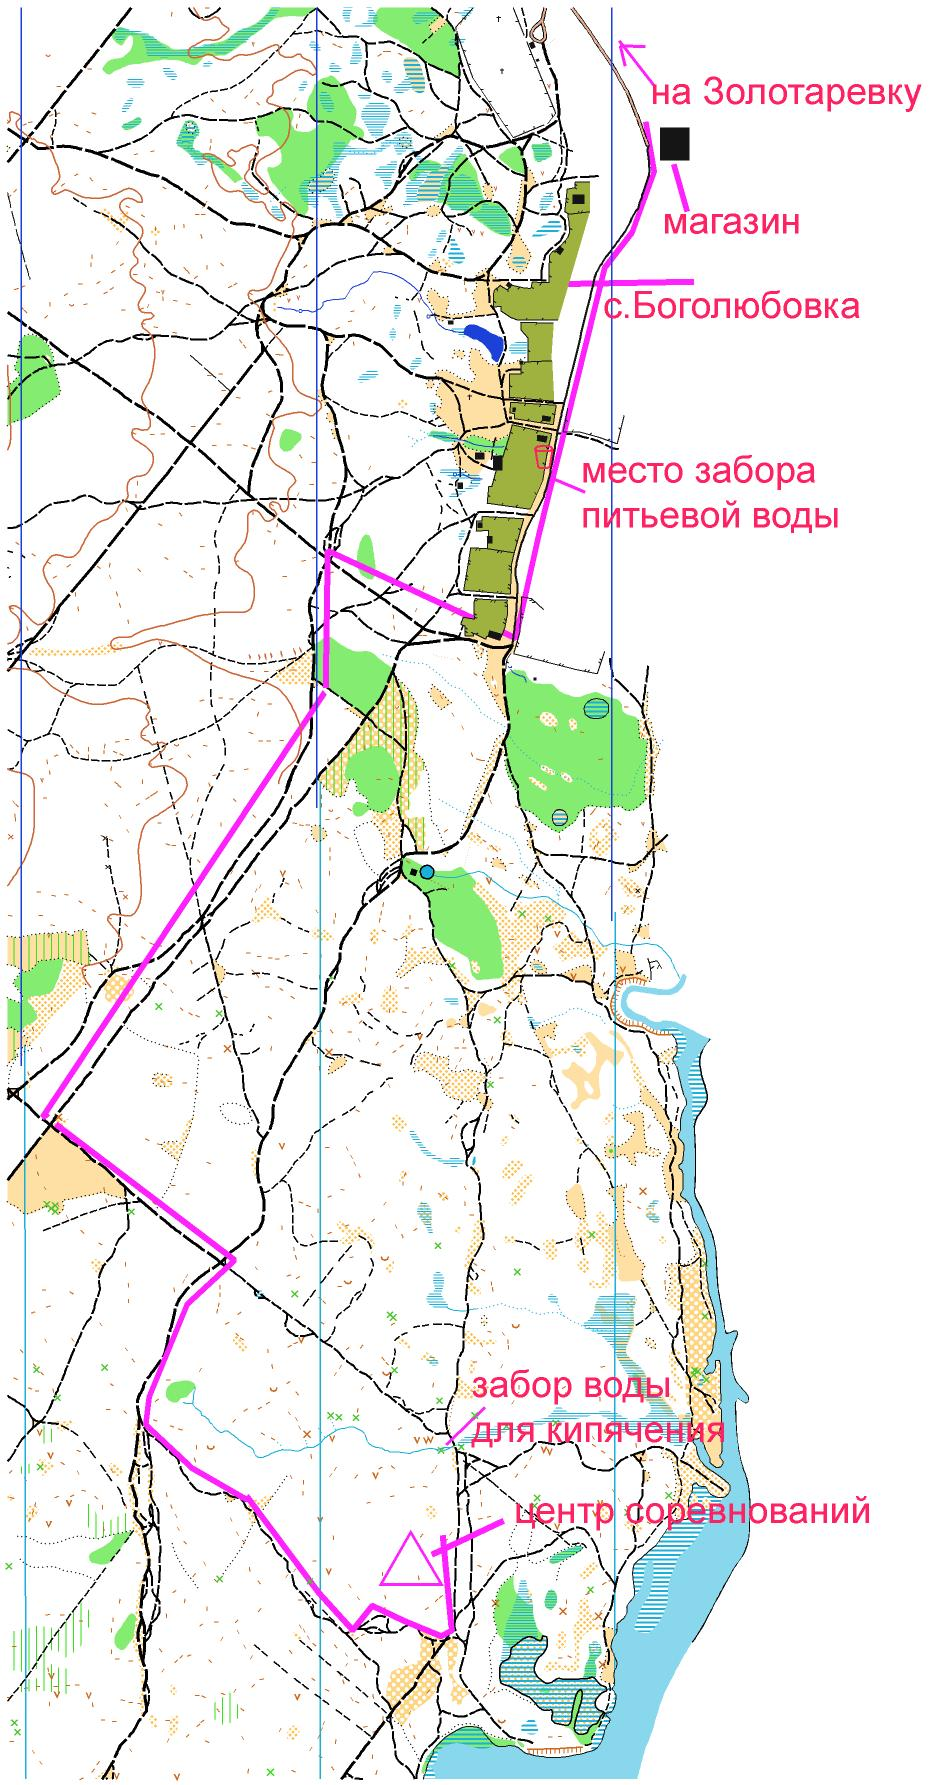 на Золотаревку
магазин
с.Боголюбовка
место забора
питьевой воды
забор воды
для кипячения
центр соревнований